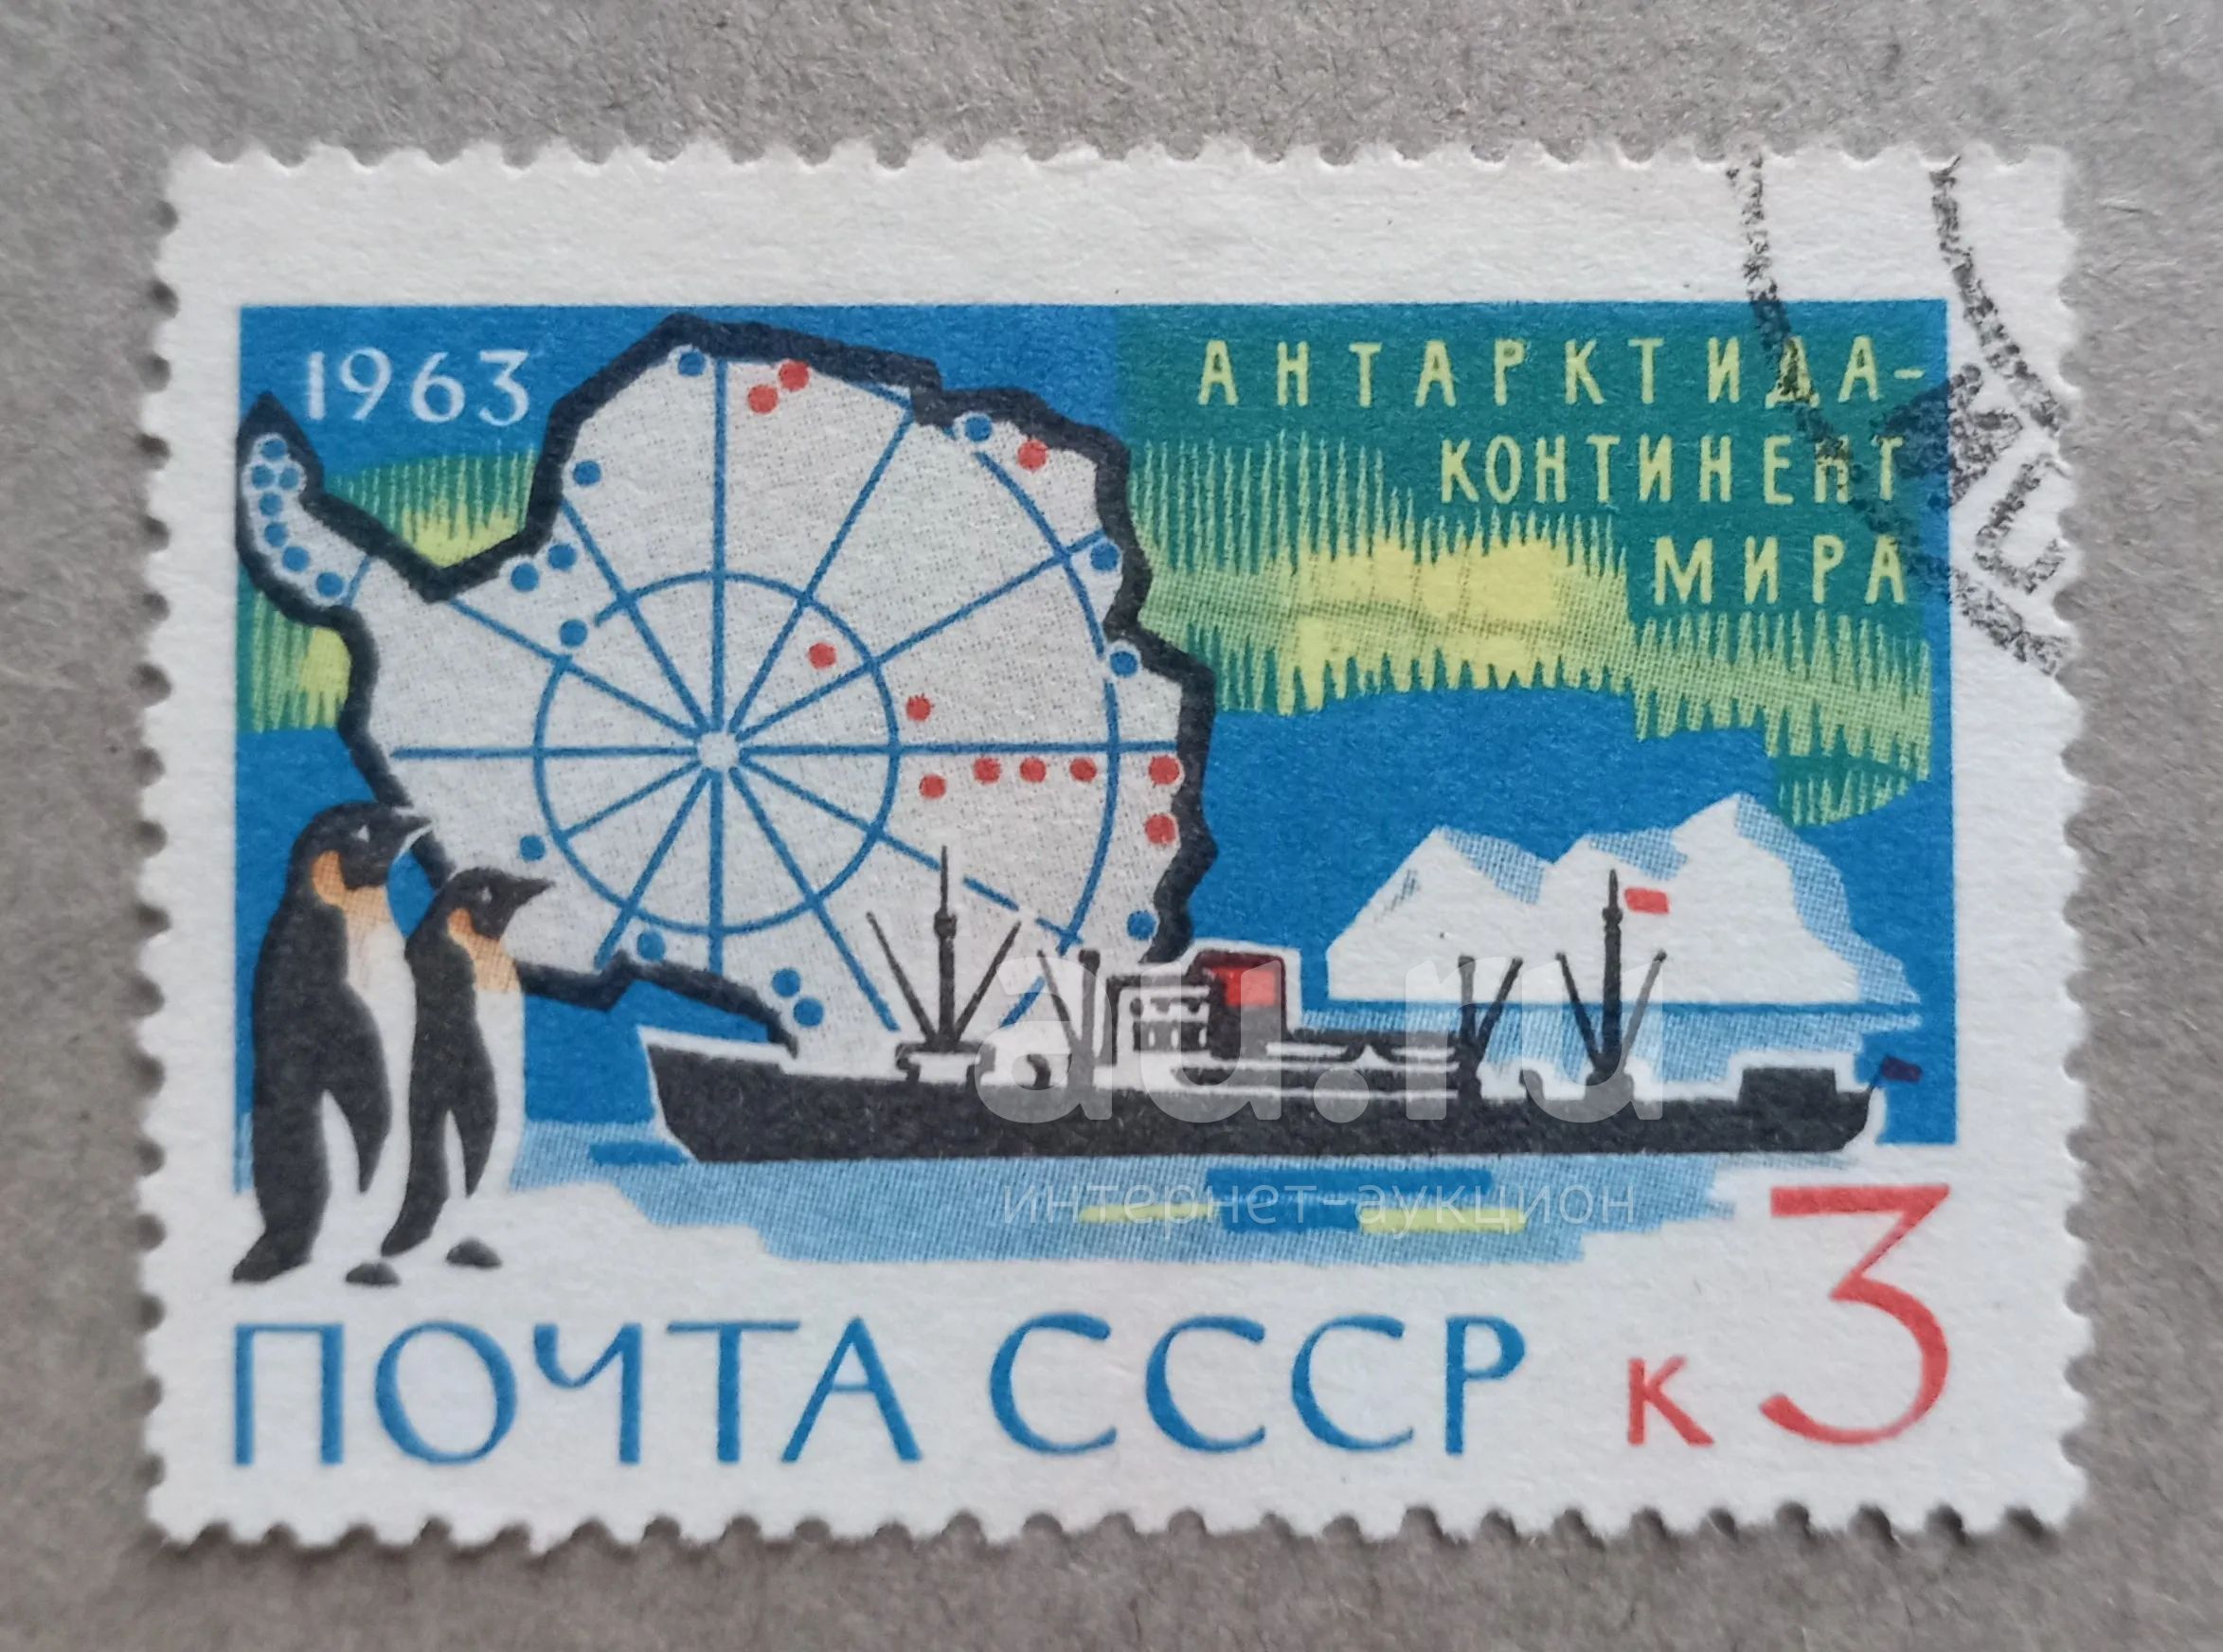 1963
АНТАРКТИДА-
КОНТИНЕНТ
МИРА
au.ru
интернет-аукцион
ПОЧТА СССР к 3